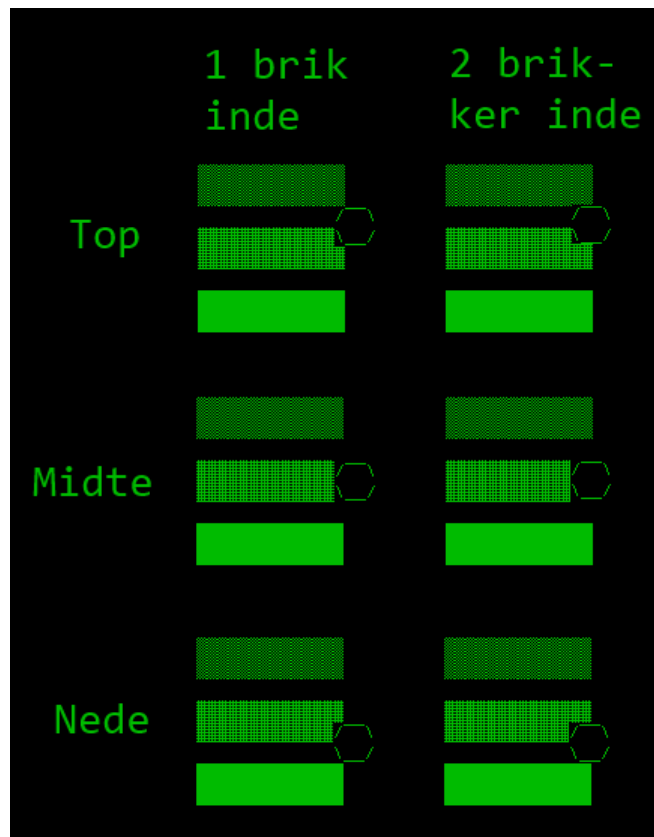 1 brik
inde
2 brik-
ker inde
Top
Midte
Nede